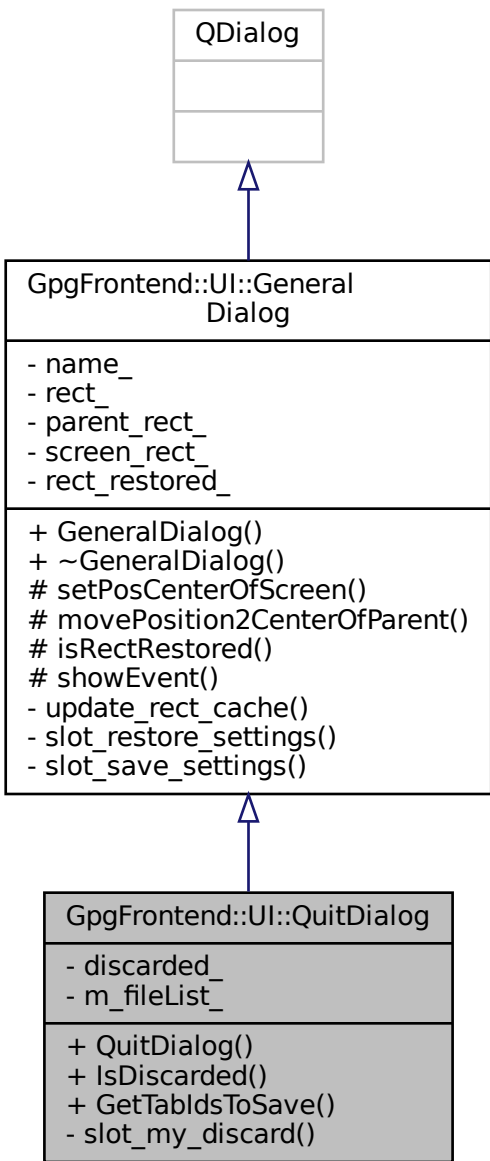 QDialog
GpgFrontend::UI::General
Dialog
- name_
- rect_
- parent_rect_
- screen_rect_
- rect_restored_
+ GeneralDialog()
+ ~GeneralDialog()
# setPosCenterOfScreen()
# movePosition2CenterOfParent()
# isRectRestored()
# showEvent()
- update_rect_cache()
- slot_restore_settings()
- slot_save_settings()
GpgFrontend::UI::QuitDialog
- discarded_
- m_fileList_
+ QuitDialog()
+ IsDiscarded()
+ GetTabIdsToSave()
- slot_my_discard()